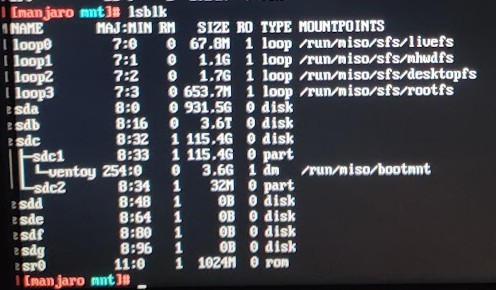 [manjaro mnt]# lsblk
NAME MAJ:MIN RM SIZE RO TYPE MOUNTPOINTS
loop0 7:0 0 67.8M 1 loop /run/miso/sfs/livefs
loop1 7:1 0 1.1G 1 loop /run/miso/sfs/mhwdfs
loop2 7:2 0 1.7G 1 loop /run/miso/sfs/desktopfs
loop3 7:3 0 653.7M 1 loop /run/miso/sfs/rootfs
sda 8:0 0 931.5G 0 disk
sdb 8:16 0 3.6T 0 disk
sdc 8:32 1 115.4G 0 disk
├─sdc1 8:33 1 115.4G 0 part
│ └─ventoy 254:0 0 3.6G 1 dm /run/miso/bootmnt
└─sdc2 8:34 1 32M 0 part
sdd 8:48 1 0B 0 disk
sde 8:64 1 0B 0 disk
sdf 8:80 1 0B 0 disk
sdg 8:96 1 0B 0 disk
sr0 11:0 1 1024M 0 rom
[manjaro mnt]#